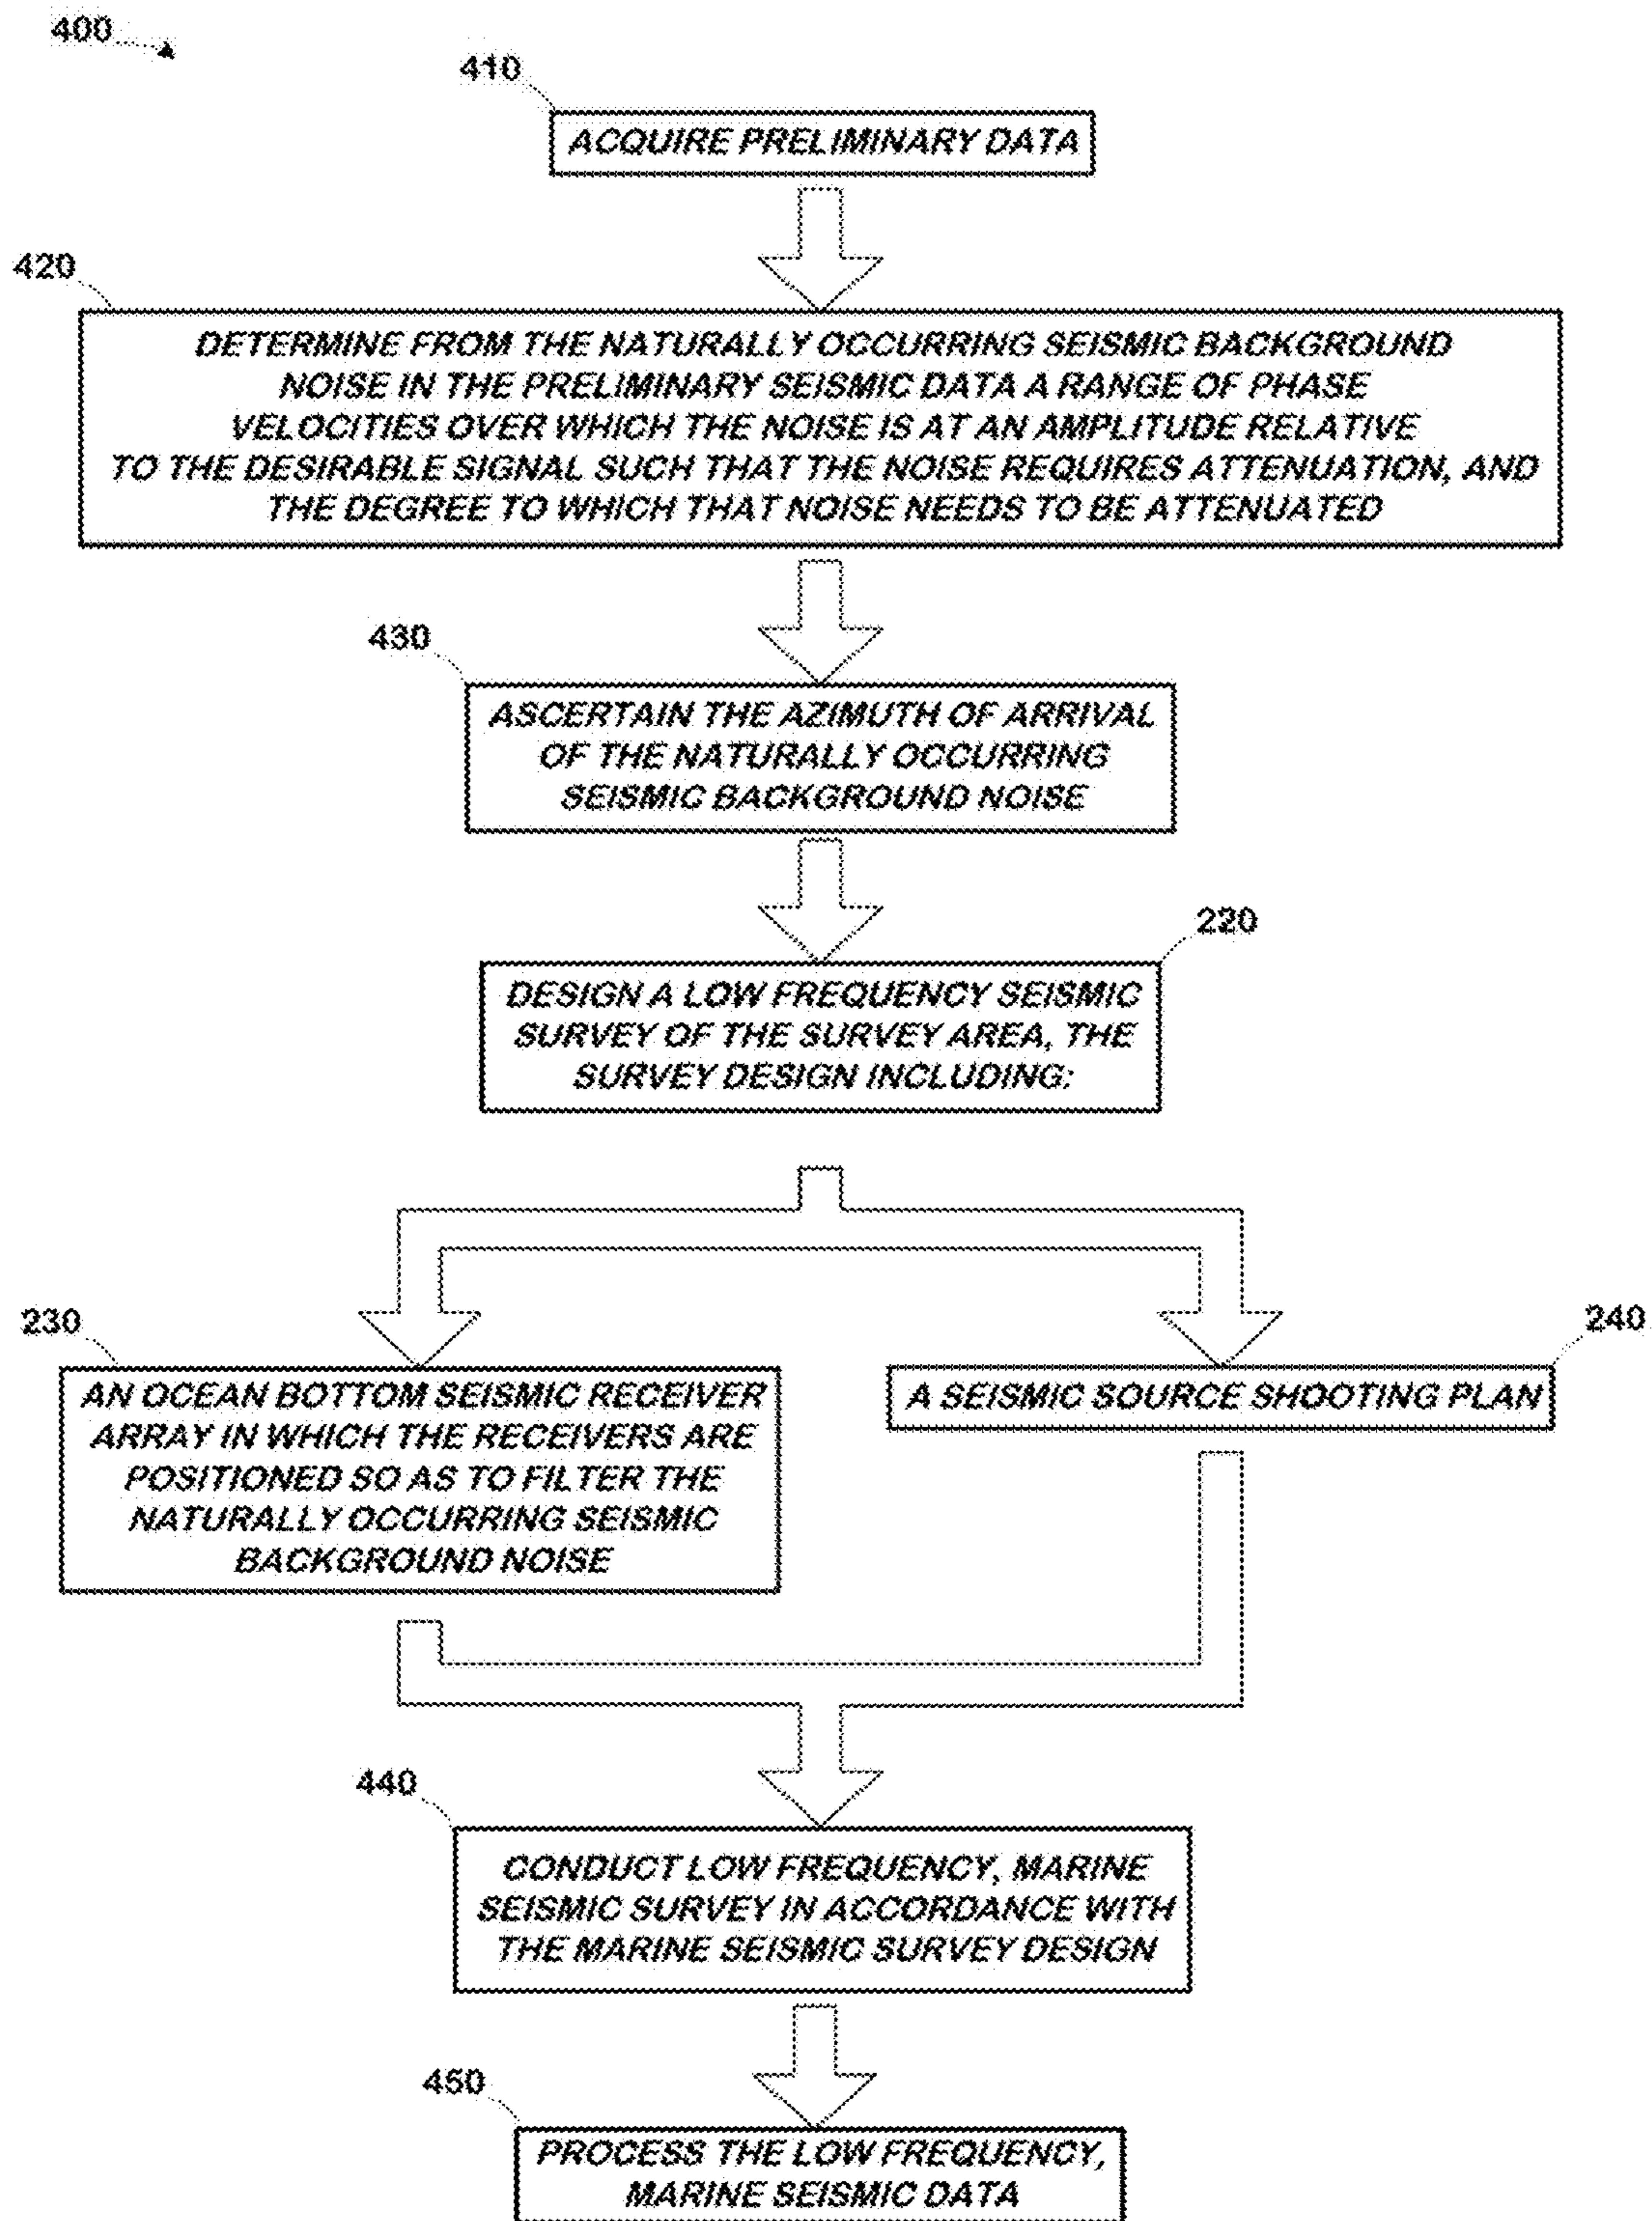 400
410
ACQUIRE PRELIMINARY DATA
420
DETERMINE FROM THE NATURALLY OCCURRING SEISMIC BACKGROUND
NOISE IN THE PRELIMINARY SEISMIC DATA A RANGE OF PHASE
VELOCITIES OVER WHICH THE NOISE IS AT AN AMPLITUDE RELATIVE
TO THE DESIRABLE SIGNAL SUCH THAT THE NOISE REQUIRES ATTENUATION, AND
THE DEGREE TO WHICH THAT NOISE NEEDS TO BE ATTENUATED
430
ASCERTAIN THE AZIMUTH OF ARRIVAL
OF THE NATURALLY OCCURRING
SEISMIC BACKGROUND NOISE
220
DESIGN A LOW FREQUENCY SEISMIC
SURVEY OF THE SURVEY AREA, THE
SURVEY DESIGN INCLUDING:
230
AN OCEAN BOTTOM SEISMIC RECEIVER
ARRAY IN WHICH THE RECEIVERS ARE
POSITIONED SO AS TO FILTER THE
NATURALLY OCCURRING SEISMIC
BACKGROUND NOISE
240
A SEISMIC SOURCE SHOOTING PLAN
440
CONDUCT LOW FREQUENCY, MARINE
SEISMIC SURVEY IN ACCORDANCE WITH
THE MARINE SEISMIC SURVEY DESIGN
450
PROCESS THE LOW FREQUENCY,
MARINE SEISMIC DATA